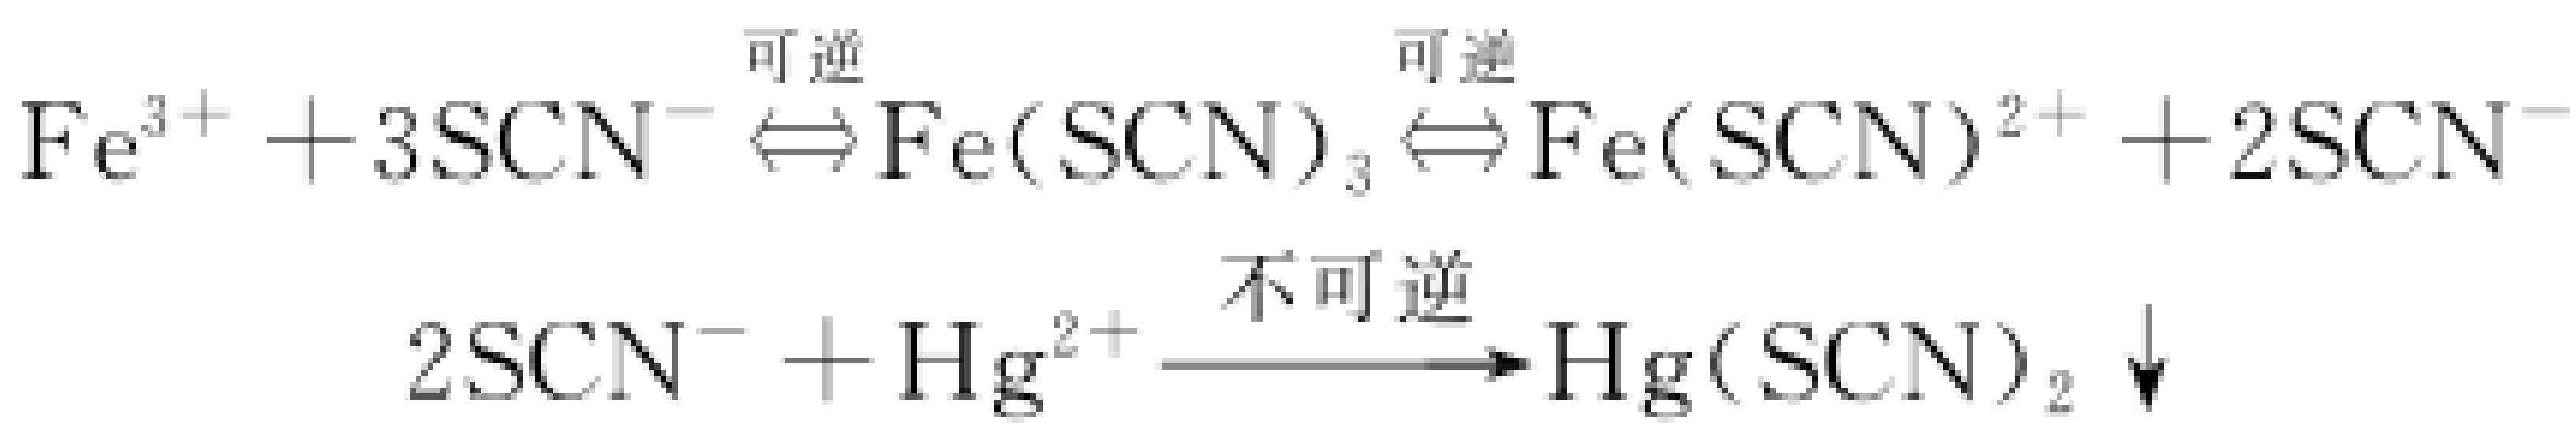 Fe³⁺ + 3SCN⁻ ⇔(可逆) Fe(SCN)₃ ⇔(可逆) Fe(SCN)²⁺ + 2SCN⁻
2SCN⁻ + Hg²⁺ —不可逆→ Hg(SCN)₂ ↓